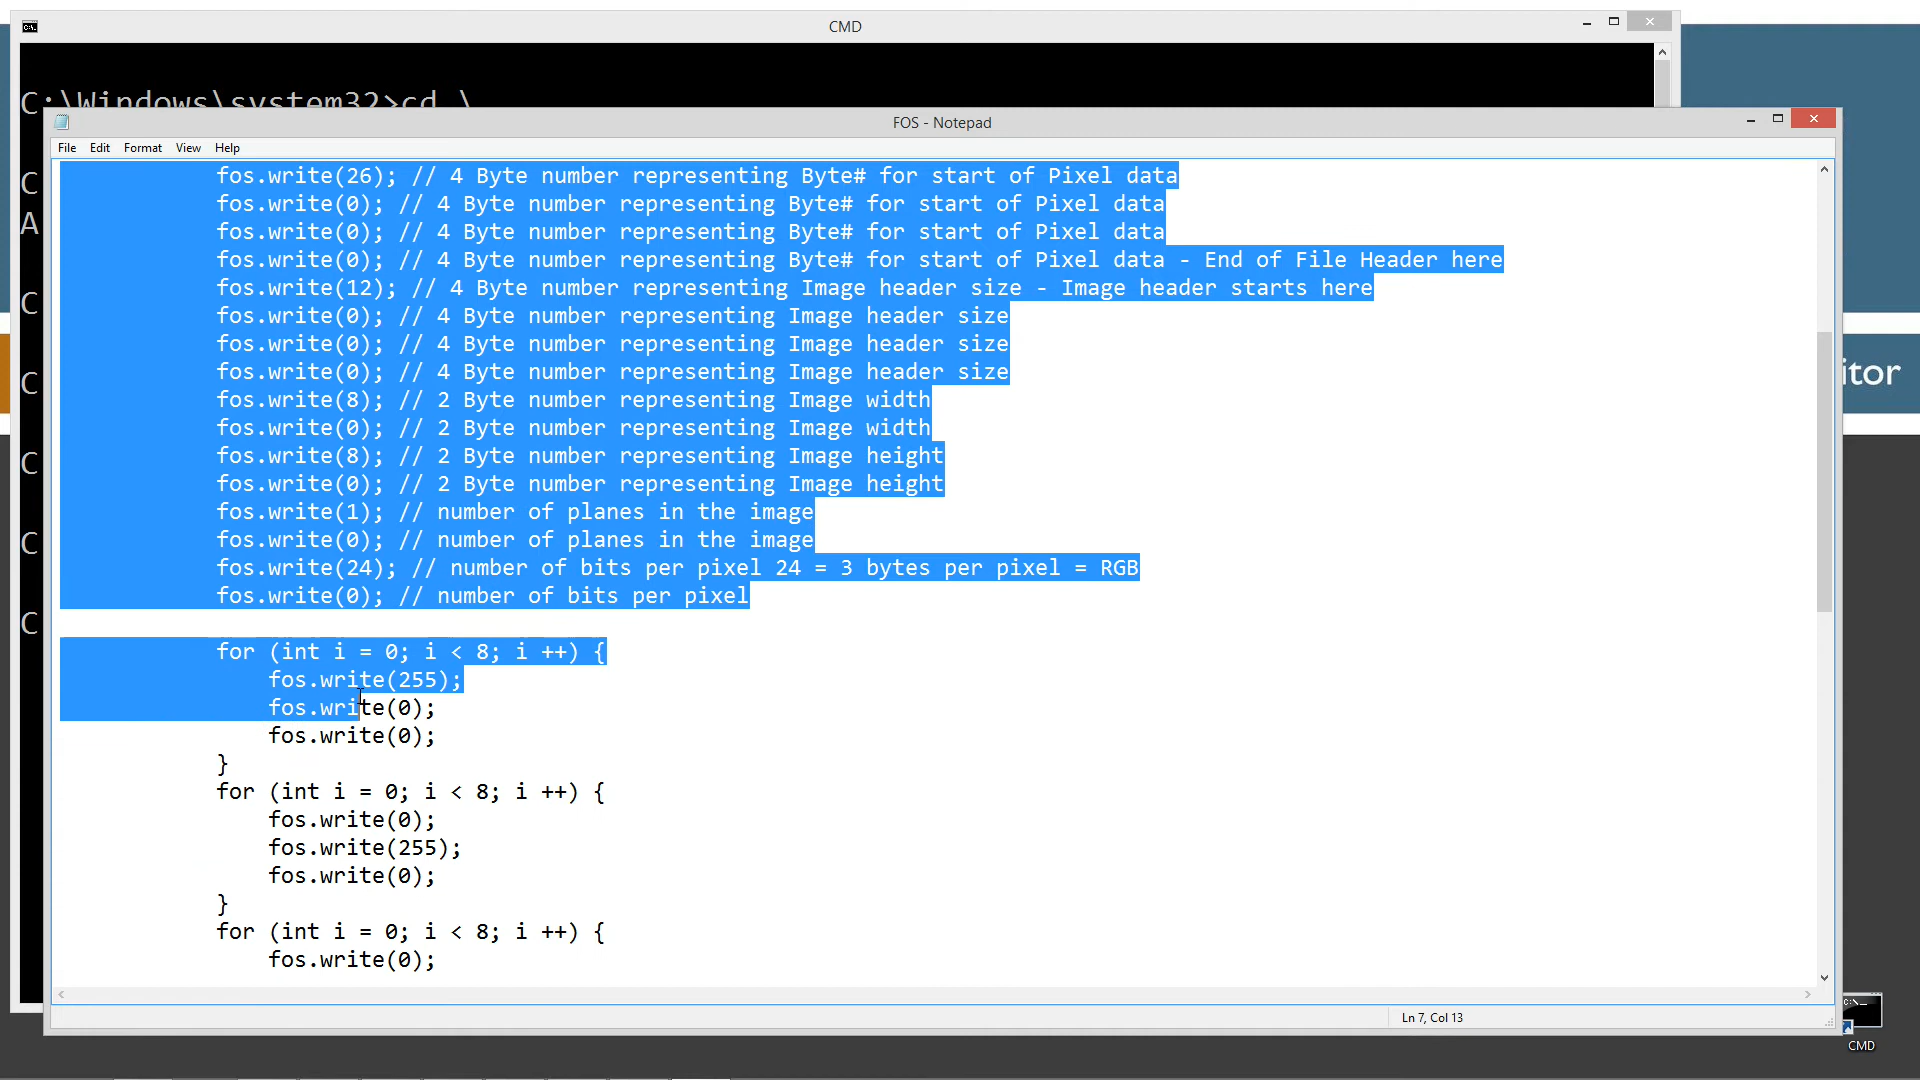 CMD
C:\Windows\system32>cd \
FOS - Notepad
File Edit Format View Help
C
A
C
C
C
C
C
fos.write(26); // 4 Byte number representing Byte# for start of Pixel data
fos.write(0); // 4 Byte number representing Byte# for start of Pixel data
fos.write(0); // 4 Byte number representing Byte# for start of Pixel data
fos.write(0); // 4 Byte number representing Byte# for start of Pixel data - End of File Header here
fos.write(12); // 4 Byte number representing Image header size - Image header starts here
fos.write(0); // 4 Byte number representing Image header size
fos.write(0); // 4 Byte number representing Image header size
fos.write(0); // 4 Byte number representing Image header size
fos.write(8); // 2 Byte number representing Image width
fos.write(0); // 2 Byte number representing Image width
fos.write(8); // 2 Byte number representing Image height
fos.write(0); // 2 Byte number representing Image height
fos.write(1); // number of planes in the image
fos.write(0); // number of planes in the image
fos.write(24); // number of bits per pixel 24 = 3 bytes per pixel = RGB
fos.write(0); // number of bits per pixel
for (int i = 0; i < 8; i ++) {
fos.write(255);
fos.write(0);
fos.write(0);
}
for (int i = 0; i < 8; i ++) {
fos.write(0);
fos.write(255);
fos.write(0);
}
for (int i = 0; i < 8; i ++) {
fos.write(0);
itor
Ln 7, Col 13
CMD